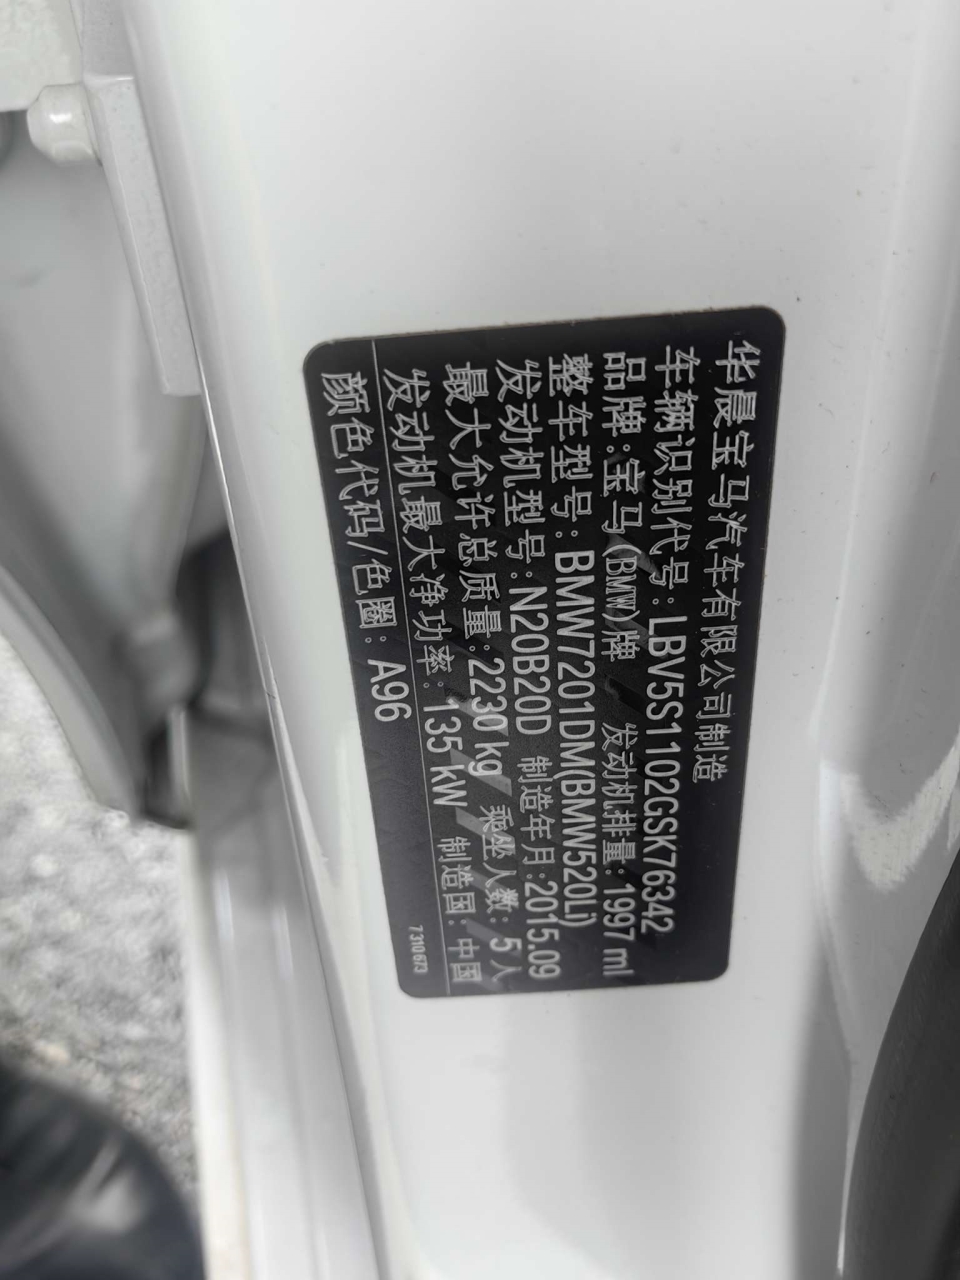 华晨宝马汽车有限公司制造
车辆识别代号:LBV5S1102GSK76342
品牌:宝马(BMW)牌 发动机排量:1997 ml
整车型号:BMW7201DM(BMW520Li)
发动机型号:N20B20D 制造年月:2015.09
最大允许总质量:2230kg 乘坐人数:5人
发动机最大净功率:135 kW 制造国:中国
颜色代码/色圈:A96
7310673